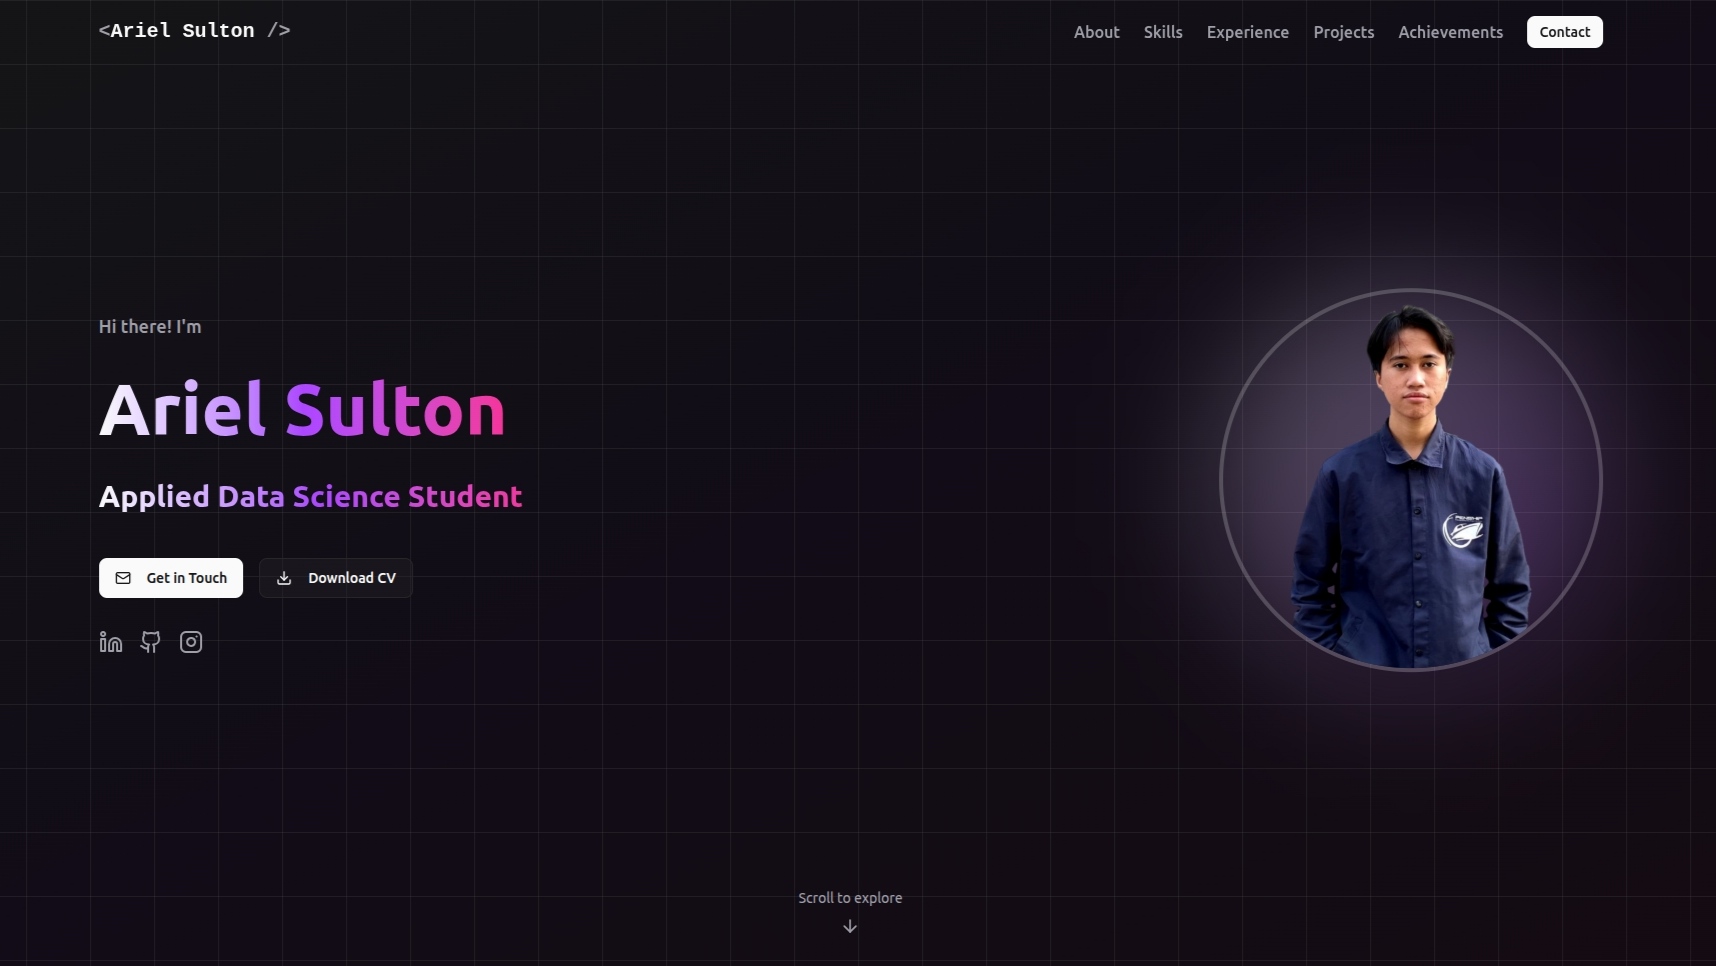 <Ariel Sulton />
About Skills Experience Projects Achievements Contact
Hi there! I'm
Ariel Sulton
Applied Data Science Student
Get in Touch Download CV
Scroll to explore